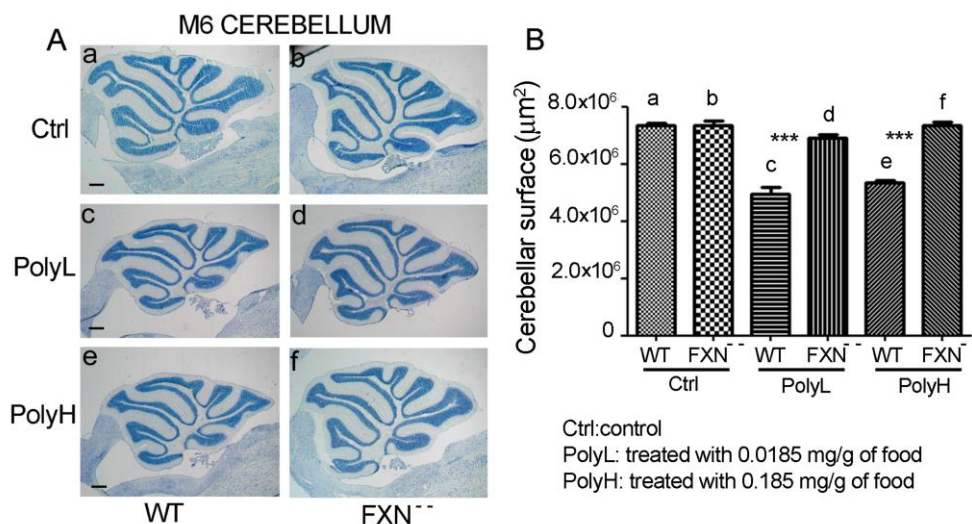 M6 CEREBELLUM
A
a
b
Ctrl
c
d
PolyL
e
f
PolyH
WT
FXN⁻⁻
B
Cerebellar surface (µm²)
8.0x10⁶
6.0x10⁶
4.0x10⁶
2.0x10⁶
0
a
b
c
***
d
e
***
f
WT FXN⁻⁻ WT FXN⁻⁻ WT FXN⁻
Ctrl PolyL PolyH
Ctrl:control
PolyL: treated with 0.0185 mg/g of food
PolyH: treated with 0.185 mg/g of food